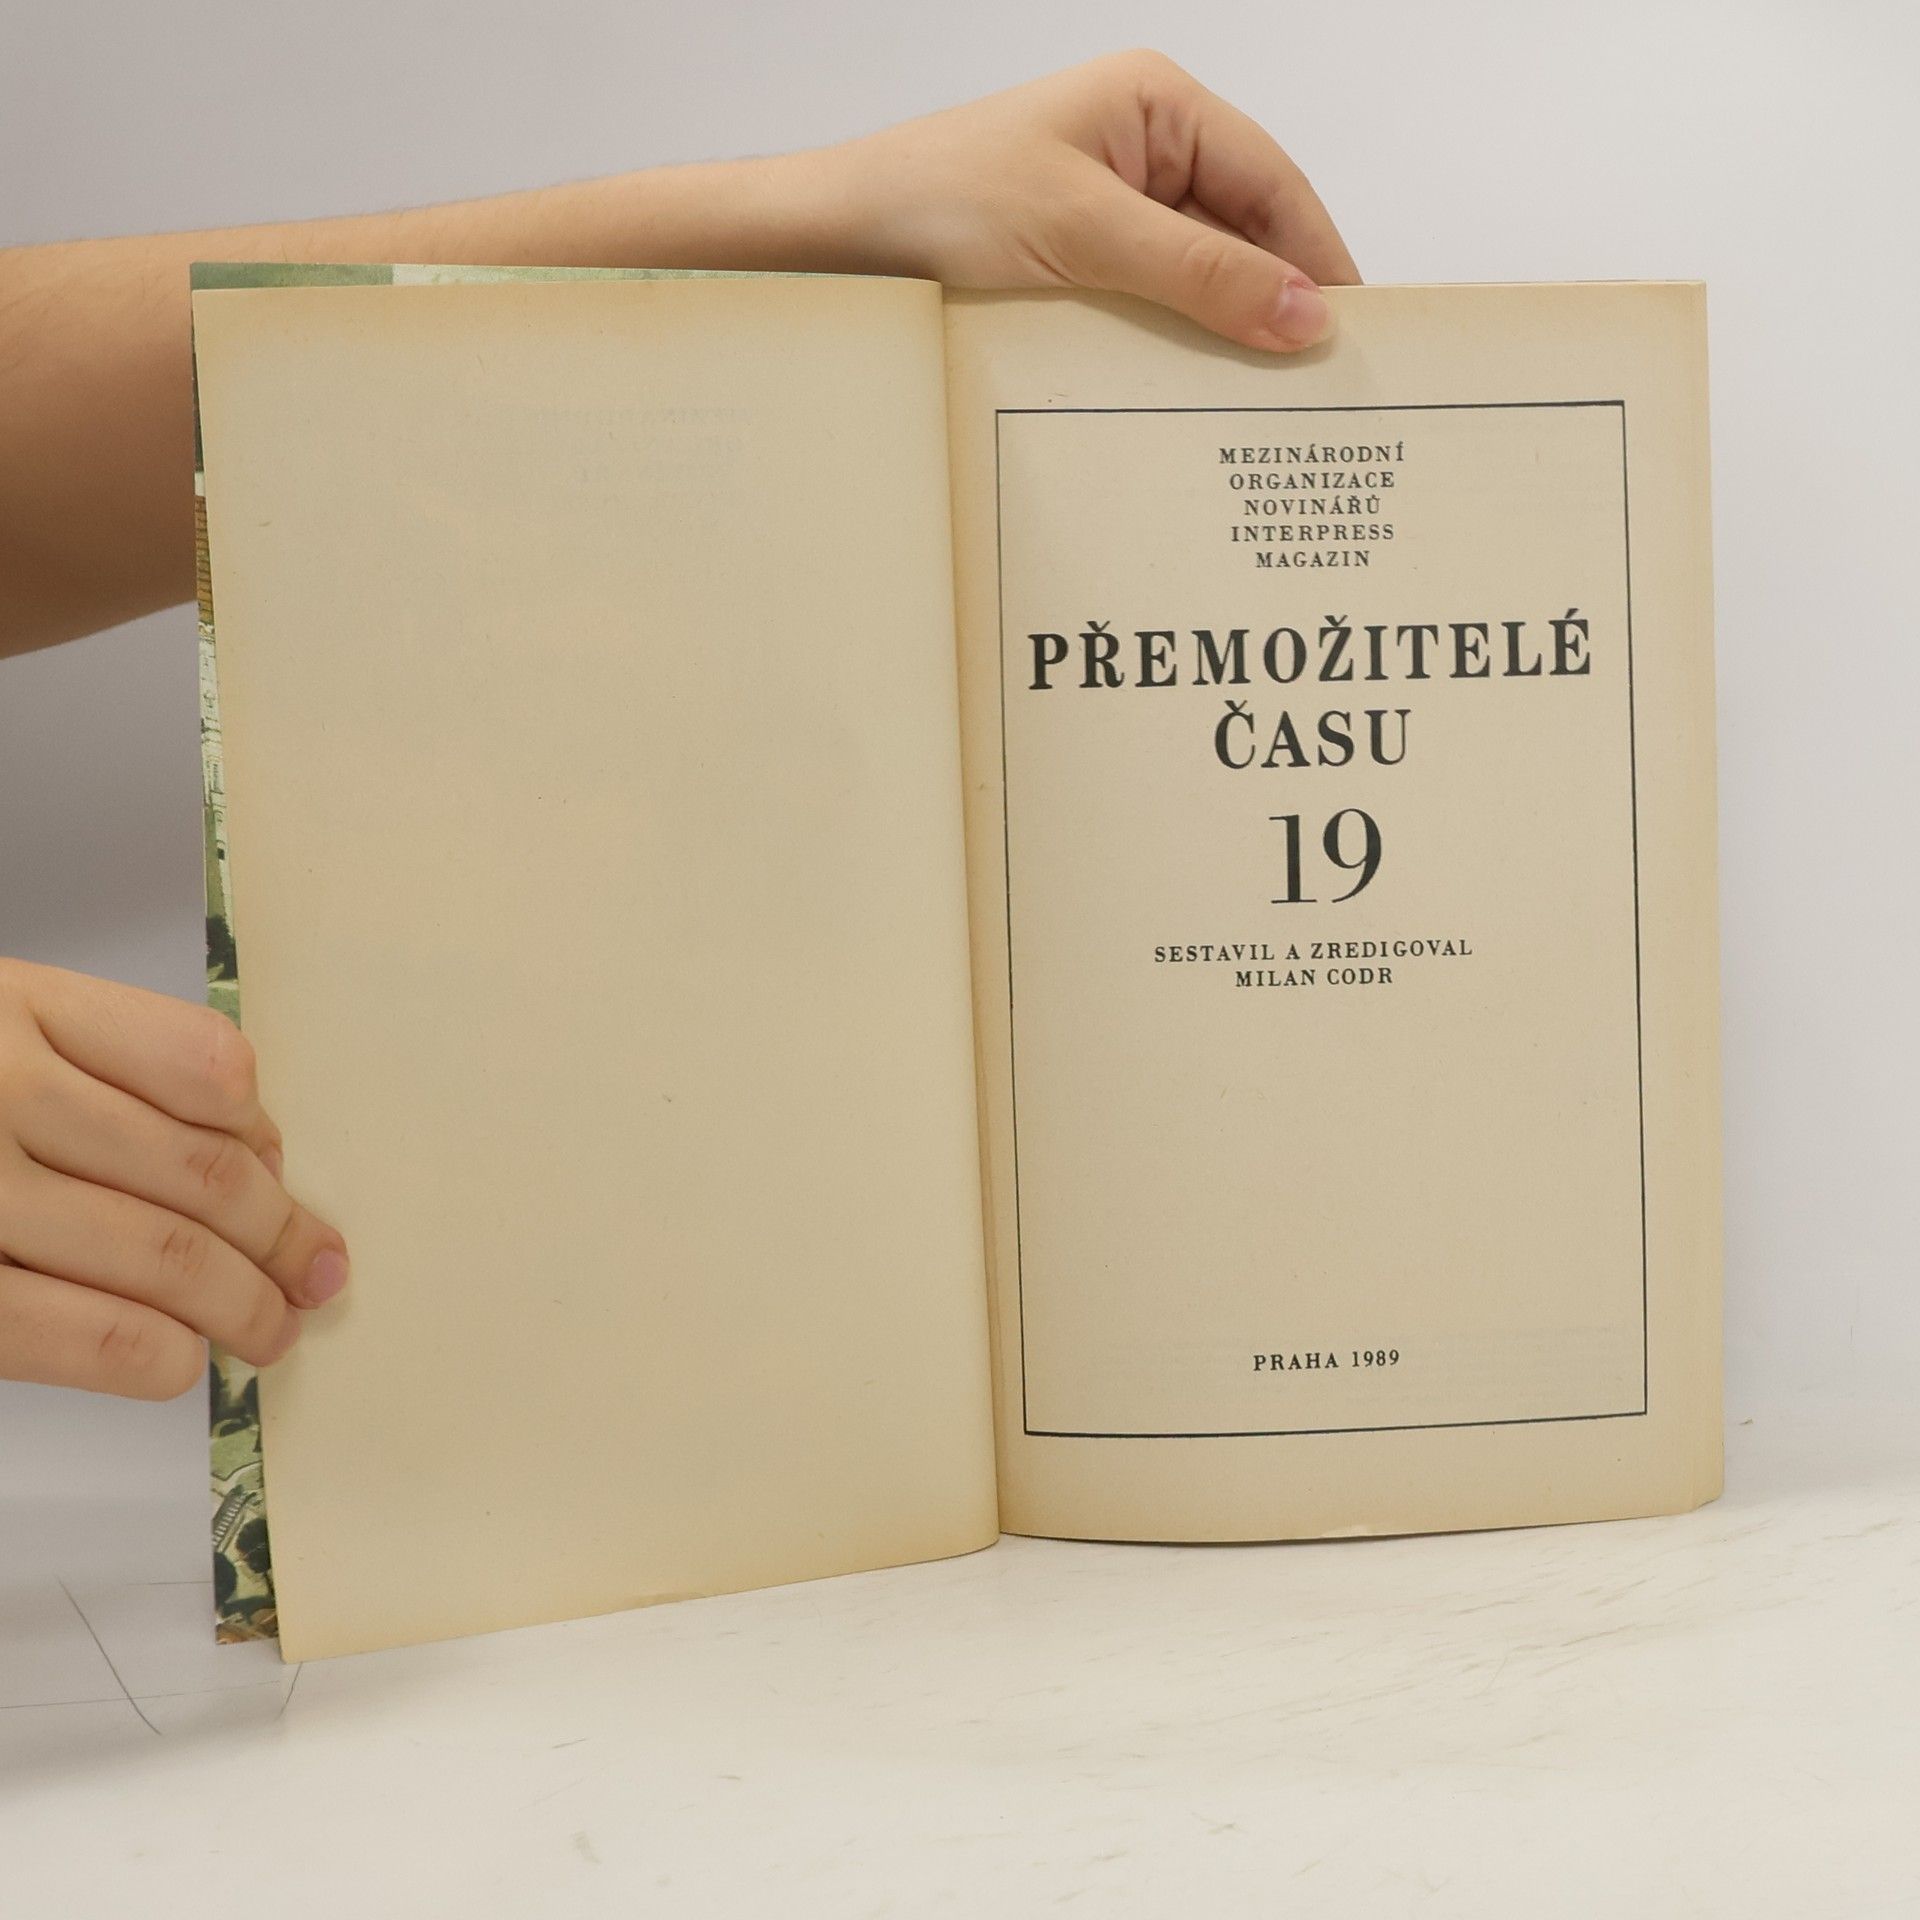 MEZINÁRODNÍ
ORGANIZACE
NOVINÁŘŮ
INTERPRESS
MAGAZIN
PŘEMOŽITELÉ
ČASU
19
SESTAVIL A ZREDIGOVAL
MILAN CODR
PRAHA 1989